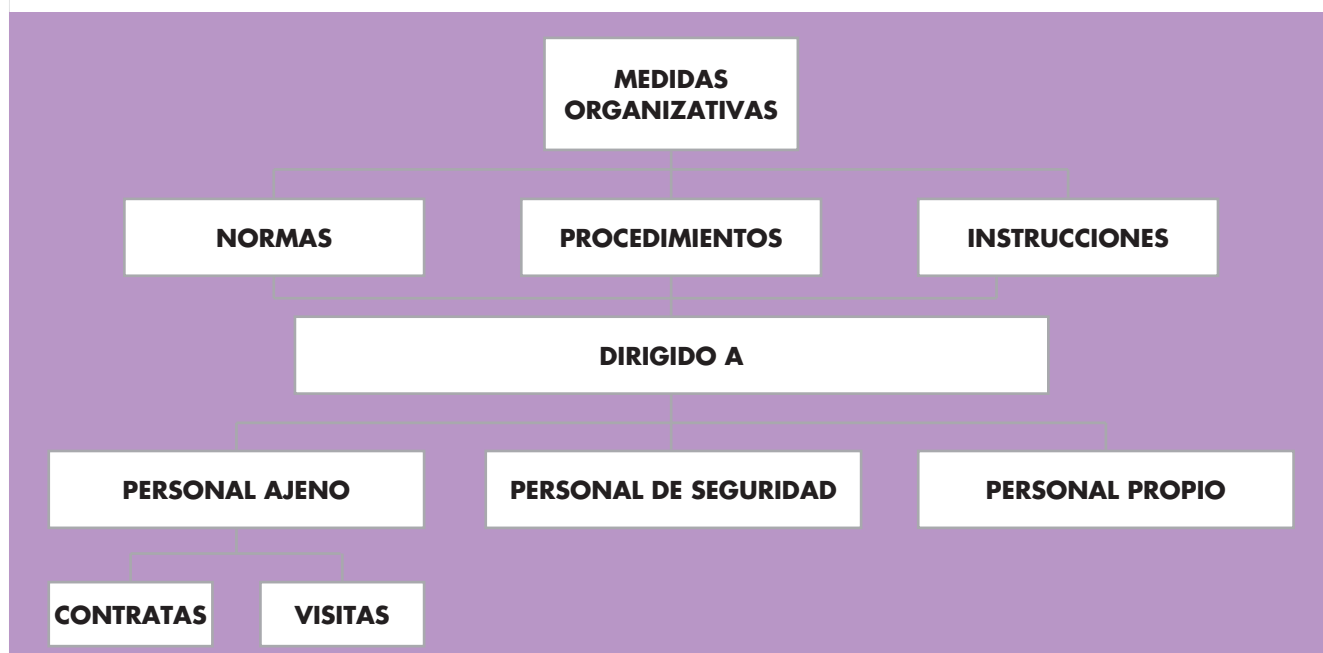 MEDIDAS
ORGANIZATIVAS
NORMAS
PROCEDIMIENTOS
INSTRUCCIONES
DIRIGIDO A
PERSONAL AJENO
PERSONAL DE SEGURIDAD
PERSONAL PROPIO
CONTRATAS
VISITAS